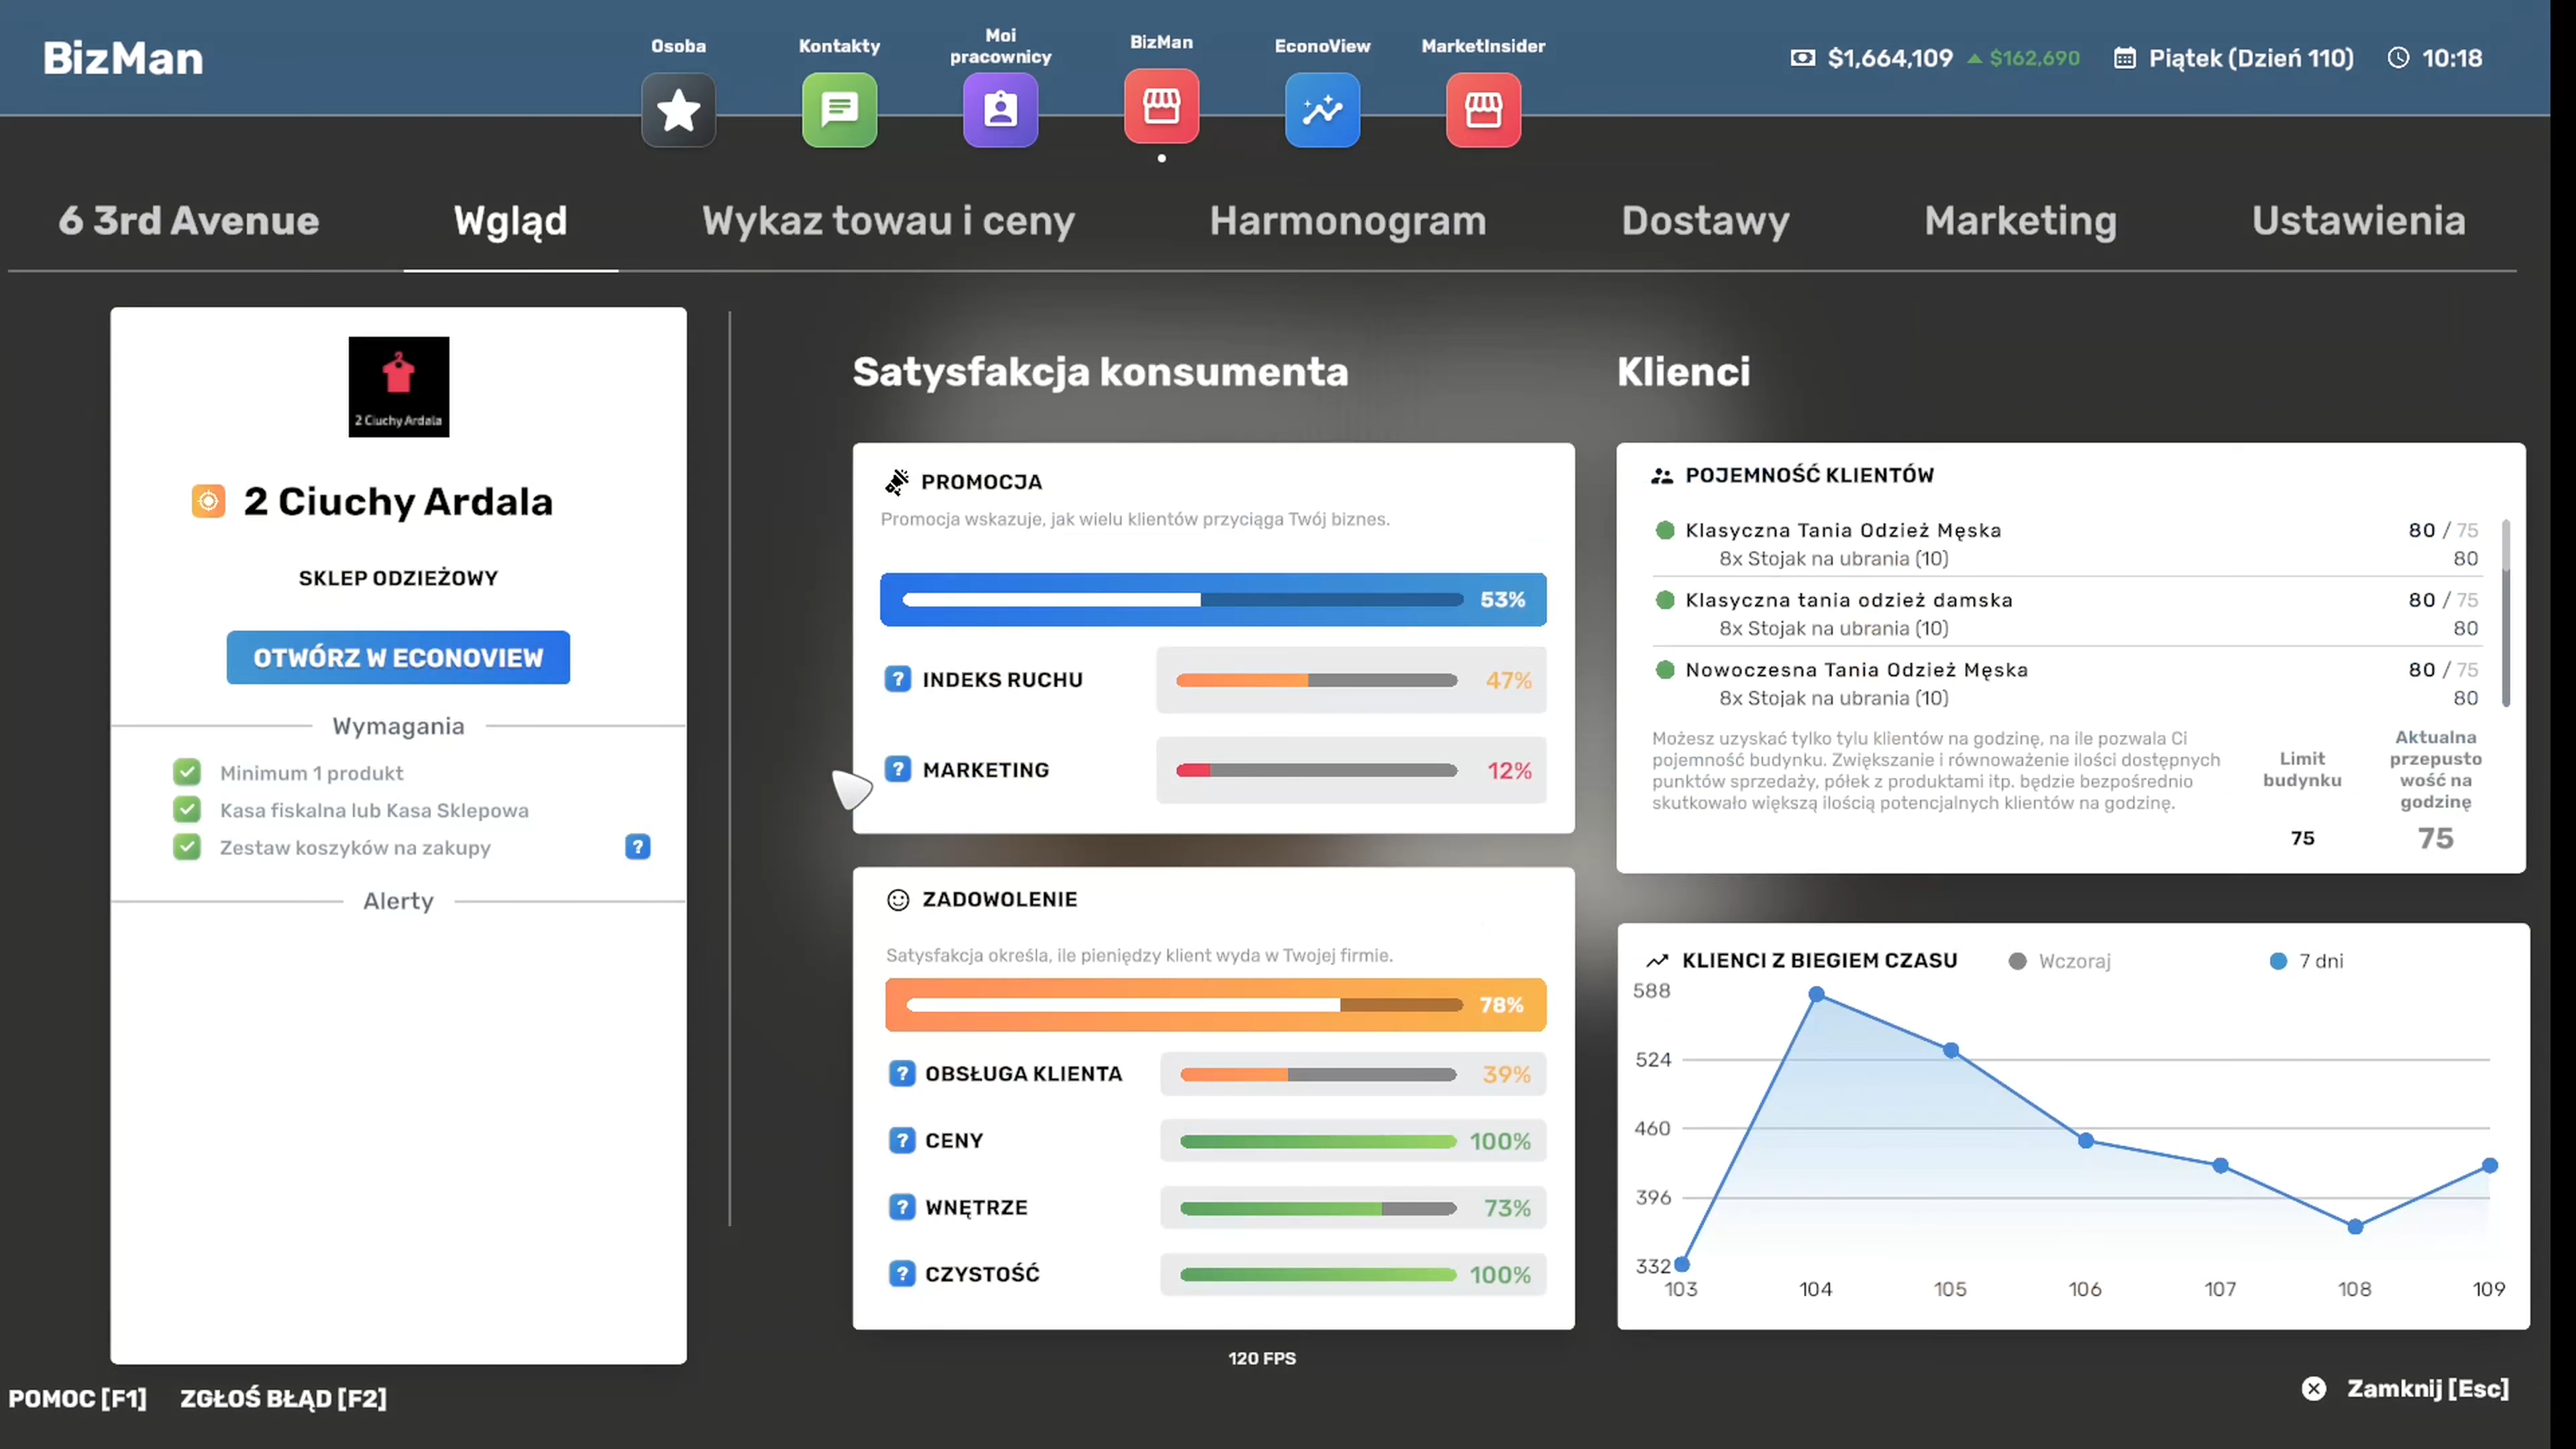 BizMan
Osoba
Kontakty
Moi
pracownicy
BizMan
EconoView
MarketInsider
$1,664,109
$162,690
Piątek (Dzień 110)
10:18
6 3rd Avenue
Wgląd
Wykaz towau i ceny
Harmonogram
Dostawy
Marketing
Ustawienia
2
2 Ciuchy Ardala
2 Ciuchy Ardala
SKLEP ODZIEŻOWY
OTWÓRZ W ECONOVIEW
Wymagania
Minimum 1 produkt
Kasa fiskalna lub Kasa Sklepowa
Zestaw koszyków na zakupy
?
Alerty
Satysfakcja konsumenta
PROMOCJA
Promocja wskazuje, jak wielu klientów przyciąga Twój biznes.
53%
? INDEKS RUCHU 47%
? MARKETING 12%
ZADOWOLENIE
Satysfakcja określa, ile pieniędzy klient wyda w Twojej firmie.
78%
? OBSŁUGA KLIENTA 39%
? CENY 100%
? WNĘTRZE 73%
? CZYSTOŚĆ 100%
Klienci
POJEMNOŚĆ KLIENTÓW
Klasyczna Tania Odzież Męska 80 / 75
8x Stojak na ubrania (10) 80
Klasyczna tania odzież damska 80 / 75
8x Stojak na ubrania (10) 80
Nowoczesna Tania Odzież Męska 80 / 75
8x Stojak na ubrania (10) 80
Możesz uzyskać tylko tylu klientów na godzinę, na ile pozwala Ci
pojemność budynku. Zwiększanie i równoważenie ilości dostępnych
punktów sprzedaży, półek z produktami itp. będzie bezpośrednio
skutkowało większą ilością potencjalnych klientów na godzinę.
Limit
budynku
75
Aktualna
przepusto
wość na
godzinę
75
KLIENCI Z BIEGIEM CZASU
Wczoraj
7 dni
588
524
460
396
332
103 104 105 106 107 108 109
120 FPS
POMOC [F1]
ZGŁOŚ BŁĄD [F2]
Zamknij [Esc]